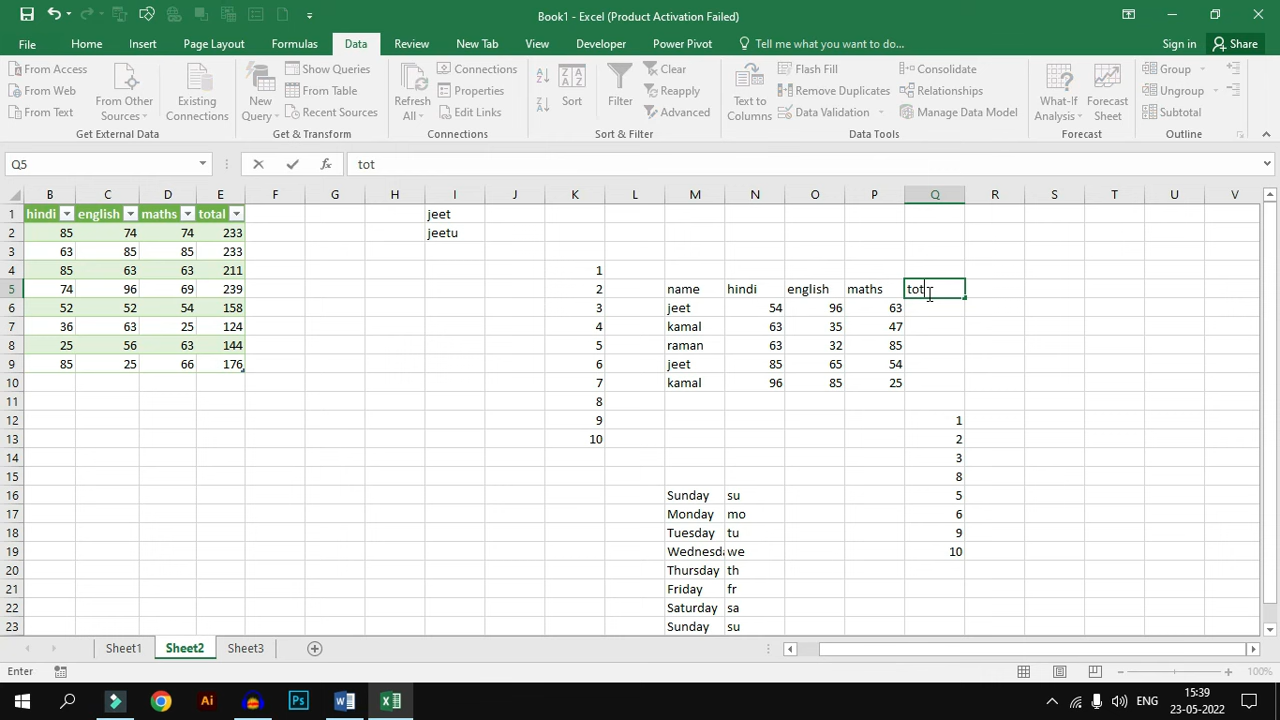 Book1 - Excel (Product Activation Failed)
File Home Insert Page Layout Formulas Data Review New Tab View Developer Power Pivot Tell me what you want to do... Sign in Share
From Access
From Web
From Text
From Other Sources
Existing Connections
Get External Data
New Query
Show Queries
From Table
Recent Sources
Get & Transform
Refresh All
Connections
Properties
Edit Links
Connections
Sort
Filter
Clear
Reapply
Advanced
Sort & Filter
Text to Columns
Flash Fill
Remove Duplicates
Data Validation
Consolidate
Relationships
Manage Data Model
Data Tools
What-If Analysis
Forecast Sheet
Forecast
Group
Ungroup
Subtotal
Outline
Q5 fx tot
B C D E F G H I J K L M N O P Q R S T U V
1 hindi english maths total jeet
2 85 74 74 233 jeetu
3 63 85 85 233
4 85 63 63 211 1
5 74 96 69 239 2 name hindi english maths tot
6 52 52 54 158 3 jeet 54 96 63
7 36 63 25 124 4 kamal 63 35 47
8 25 56 63 144 5 raman 63 32 85
9 85 25 66 176 6 jeet 85 65 54
10 7 kamal 96 85 25
11 8
12 9 1
13 10 2
14 3
15 8
16 Sunday su 5
17 Monday mo 6
18 Tuesday tu 9
19 Wednesda we 10
20 Thursday th
21 Friday fr
22 Saturday sa
23 Sunday su
Sheet1 Sheet2 Sheet3
Enter 100%
Ai Ps ENG 15:39
23-05-2022